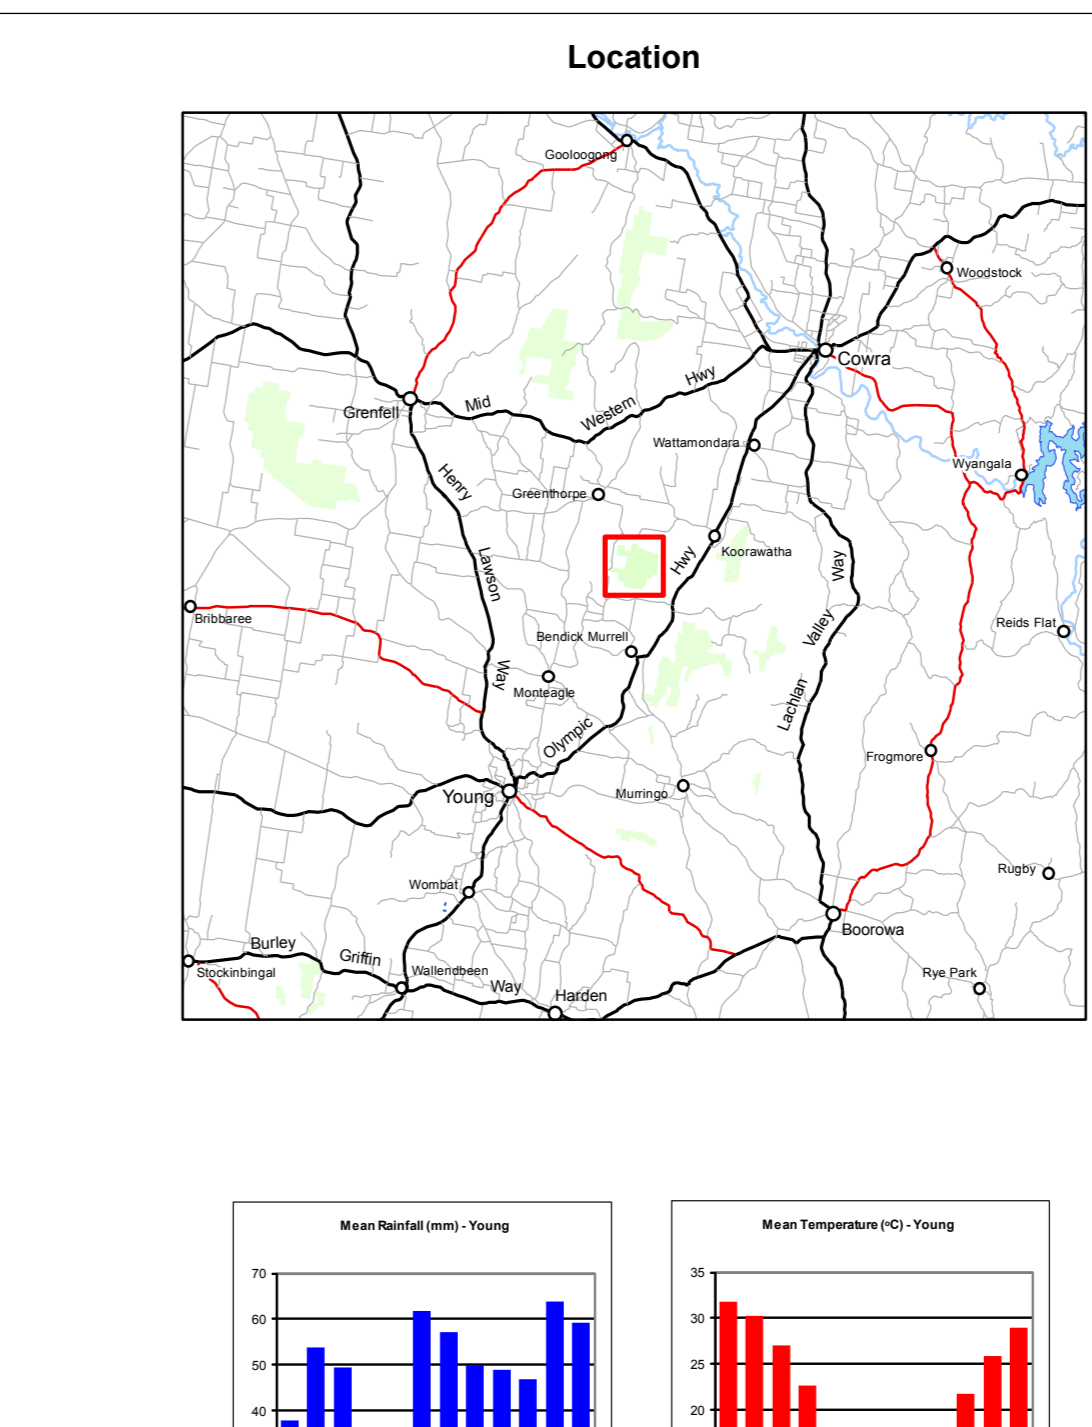 Location
Gooloogong
Woodstock
Cowra
Hwy
Mid
Western
Grenfell
Wattamondara
Wyangala
Henry
Greenthorpe
Koorawatha
Hwy
Way
Lawson
Bribbaree
Reids Flat
Valley
Bendick Murrell
Way
Monteagle
Lachlan
Olympic
Frogmore
Young
Murringo
Rugby
Wombat
Boorowa
Burley
Griffin
Stockinbingal
Wallendbeen
Rye Park
Way
Harden
Mean Rainfall (mm) - Young
70
60
50
40
Mean Temperature (°C) - Young
35
30
25
20